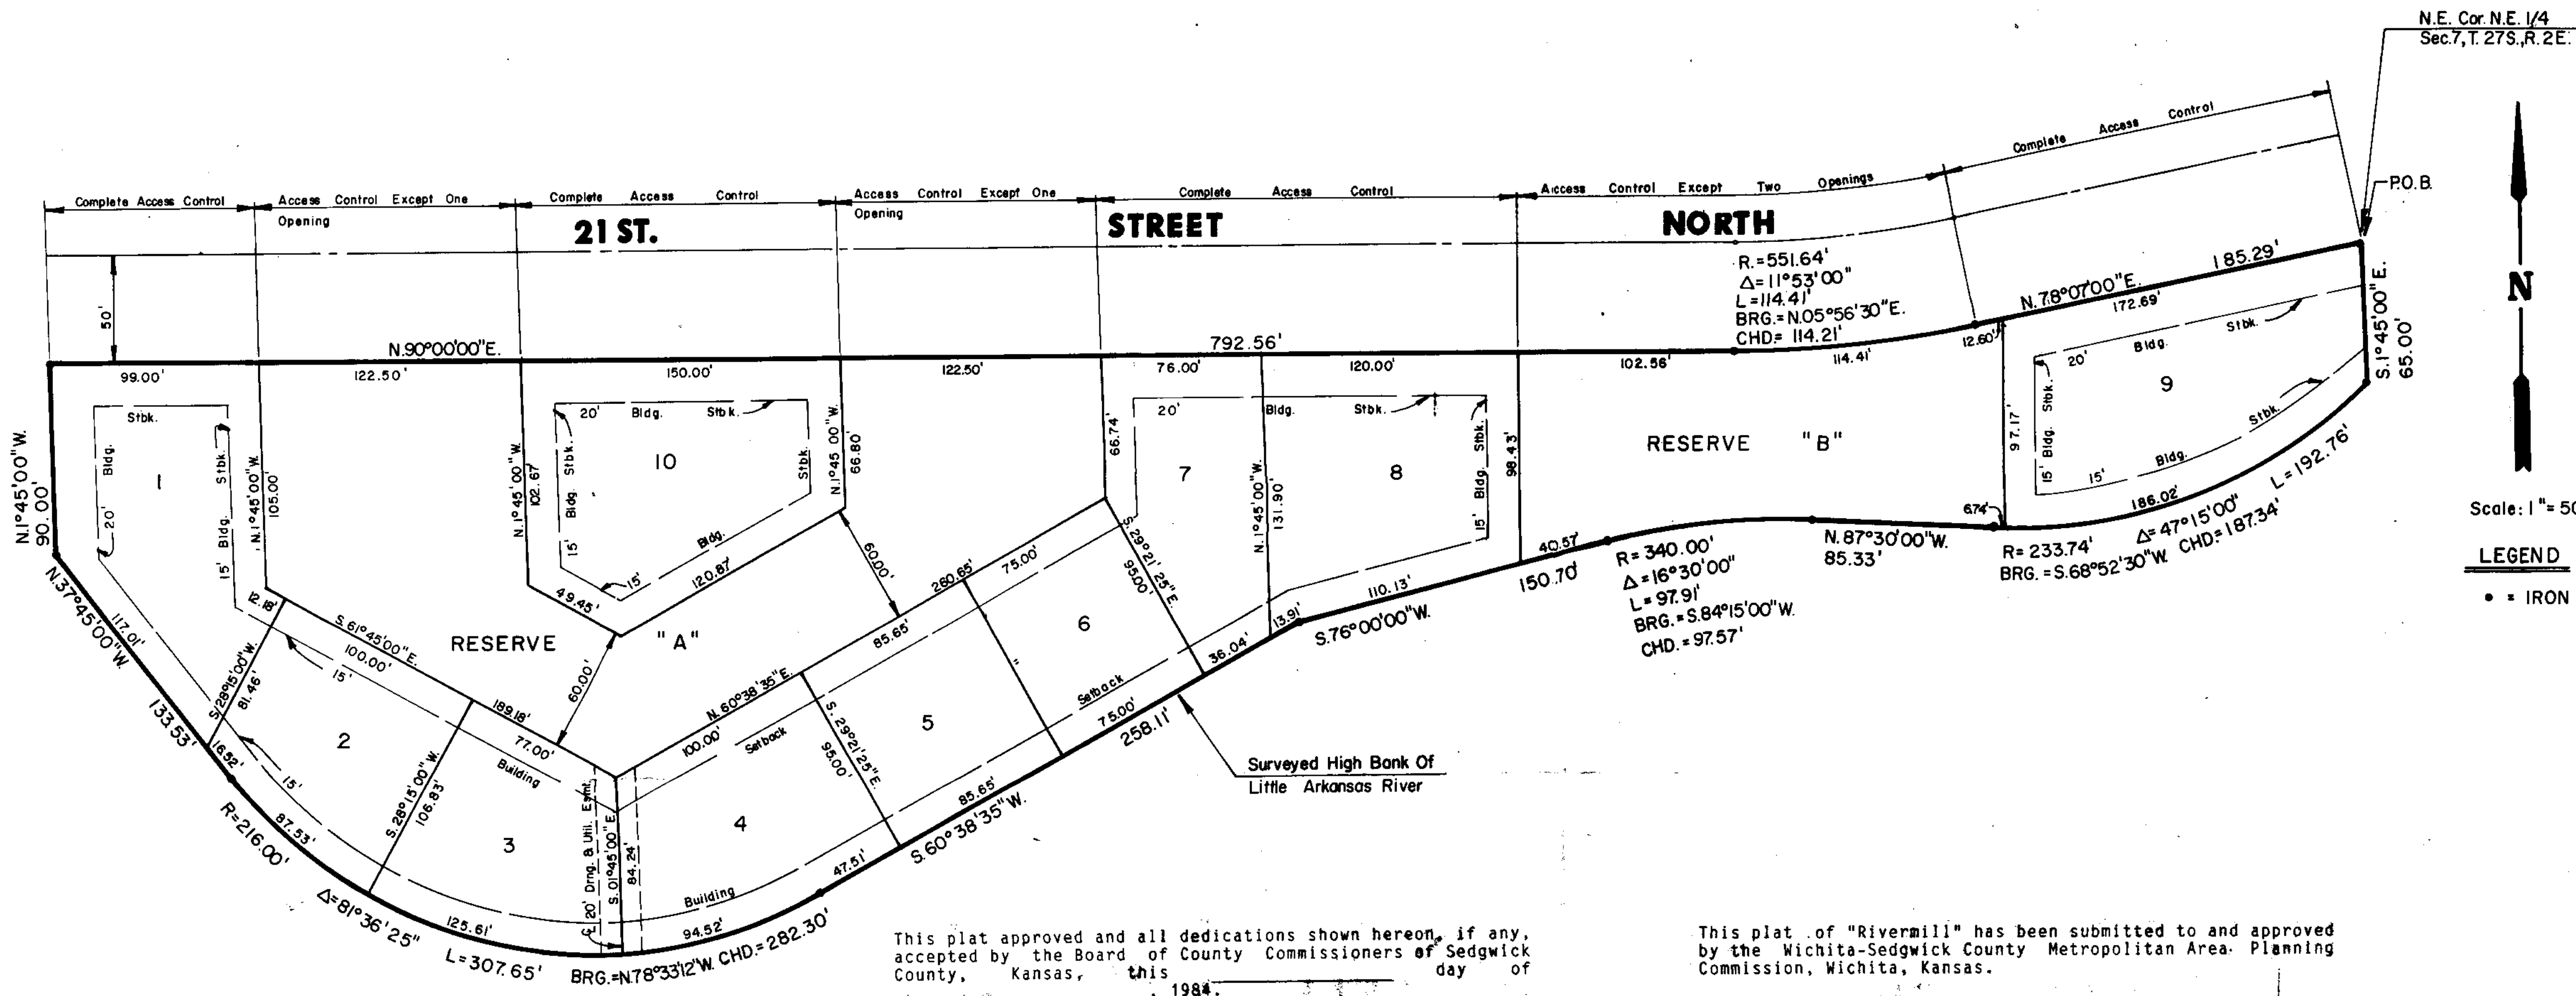 N.E. Cor. N.E. 1/4
Sec.7, T. 27S., R. 2E.
P.O.B.
Complete Access Control
Access Control Except One
Opening
Complete Access Control
Access Control Except One
Opening
Complete Access Control
Access Control Except Two Openings
Complete Access Control
21 ST. STREET NORTH
50'
N.90°00'00"E.
792.56'
R.=551.64'
Δ=11°53'00"
L=114.41'
BRG.=N.05°56'30"E.
CHD.= 114.21'
N.78°07'00"E.
185.29'
172.69'
12.60'
S.1°45'00"E.
65.00'
99.00'
122.50'
150.00'
122.50'
76.00'
120.00'
102.56'
114.41'
N.1°45'00"W.
90.00'
Stbk.
20' Bldg.
1
15' Bldg. Stbk.
N.1°45'00"W.
105.00'
N.1°45'00"W.
102.67'
20' Bldg. Stbk.
15' Bldg. Stbk.
10
Stbk.
15' Bldg.
N.1°45'00"W.
66.80'
66.74'
20' Bldg. Stbk.
7
8
N.1°45'00"W.
131.90'
15' Bldg. Stbk.
98.43'
RESERVE "B"
97.17'
6.74'
20' Bldg. Stbk.
15' Bldg. Stbk.
9
15' Bldg. Stbk.
186.02'
L=192.76'
Δ=47°15'00"
R=233.74' CHD=187.34'
BRG.=S.68°52'30"W.
N.87°30'00"W.
85.33'
R=340.00'
Δ=16°30'00"
L=97.91'
BRG.=S.84°15'00"W.
CHD.=97.57'
40.57'
150.70'
110.13'
S.76°00'00"W.
13.91'
36.04'
N
Scale: 1"= 50
LEGEND
• = IRON
N.37°45'00"W.
133.53'
117.01'
16.52'
20'
12.18'
S.28°15'00"W.
81.46'
S.61°45'00"E.
100.00'
189.18'
77.00'
15'
15'
2
Building
S.28°15'00"W.
106.83'
3
49.45'
120.87'
RESERVE "A"
60.00'
60.00'
260.65'
75.00'
85.65'
N.60°38'35"E.
100.00'
Setback
S.29°21'25"E.
95.00'
5
6
S.29°21'25"E.
95.00'
"
Setback
75.00'
258.11'
85.65'
S.60°38'35"W.
47.51'
Surveyed High Bank Of
Little Arkansas River
20' Drng. & Util. Esmt.
S.01°45'00"E.
84.24'
4
Building
R=216.00'
87.53'
Δ=81°36'25"
125.61'
L=307.65'
94.52'
BRG.=N.78°33'12"W. CHD.=282.30'
This plat approved and all dedications shown hereon, if any,
accepted by the Board of County Commissioners of Sedgwick
County, Kansas, this day of
, 1984.
This plat of "Rivermill" has been submitted to and approved
by the Wichita-Sedgwick County Metropolitan Area Planning
Commission, Wichita, Kansas.